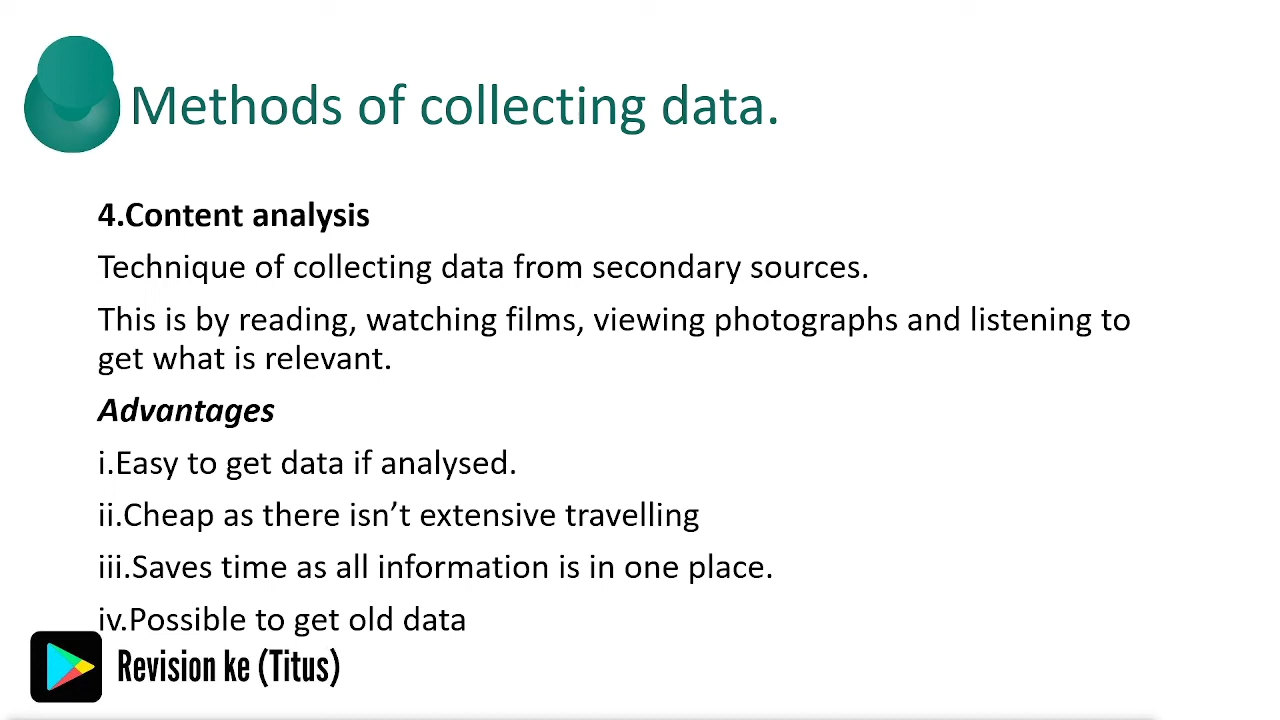 Methods of collecting data.
4.Content analysis
Technique of collecting data from secondary sources.
This is by reading, watching films, viewing photographs and listening to
get what is relevant.
Advantages
i.Easy to get data if analysed.
ii.Cheap as there isn’t extensive travelling
iii.Saves time as all information is in one place.
iv.Possible to get old data
Revision ke (Titus)